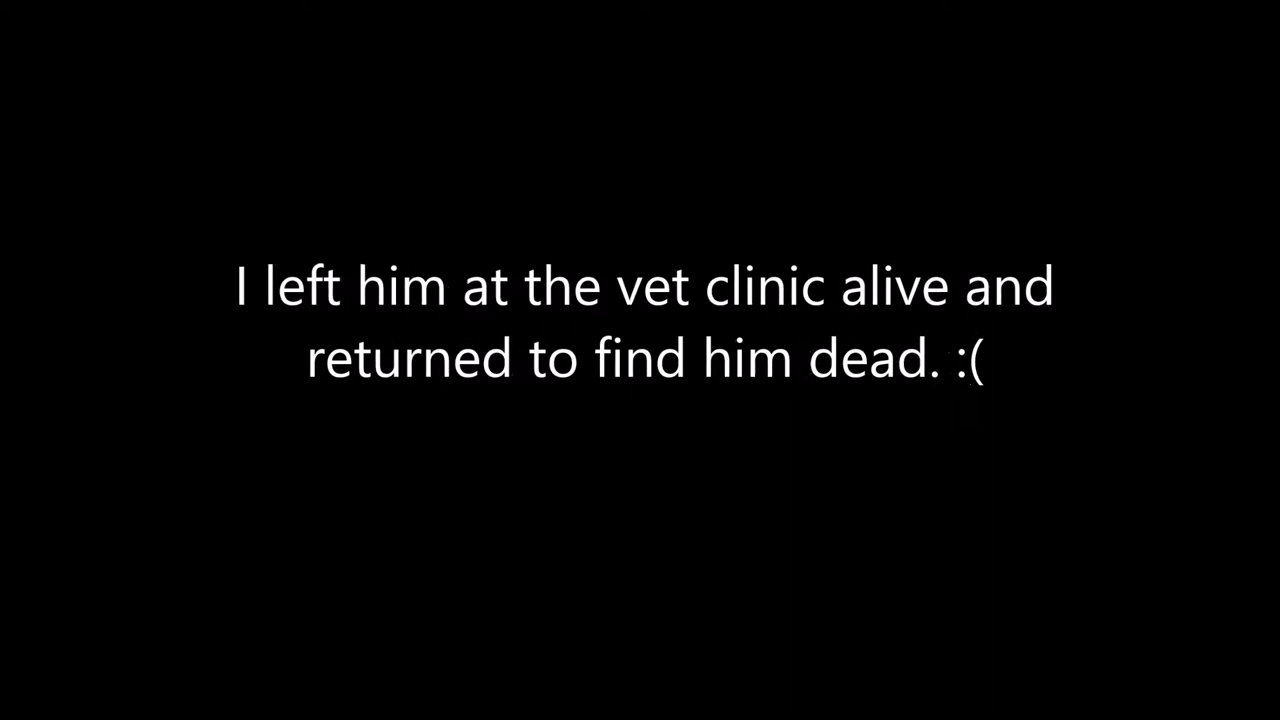 I left him at the vet clinic alive and
returned to find him dead. :(